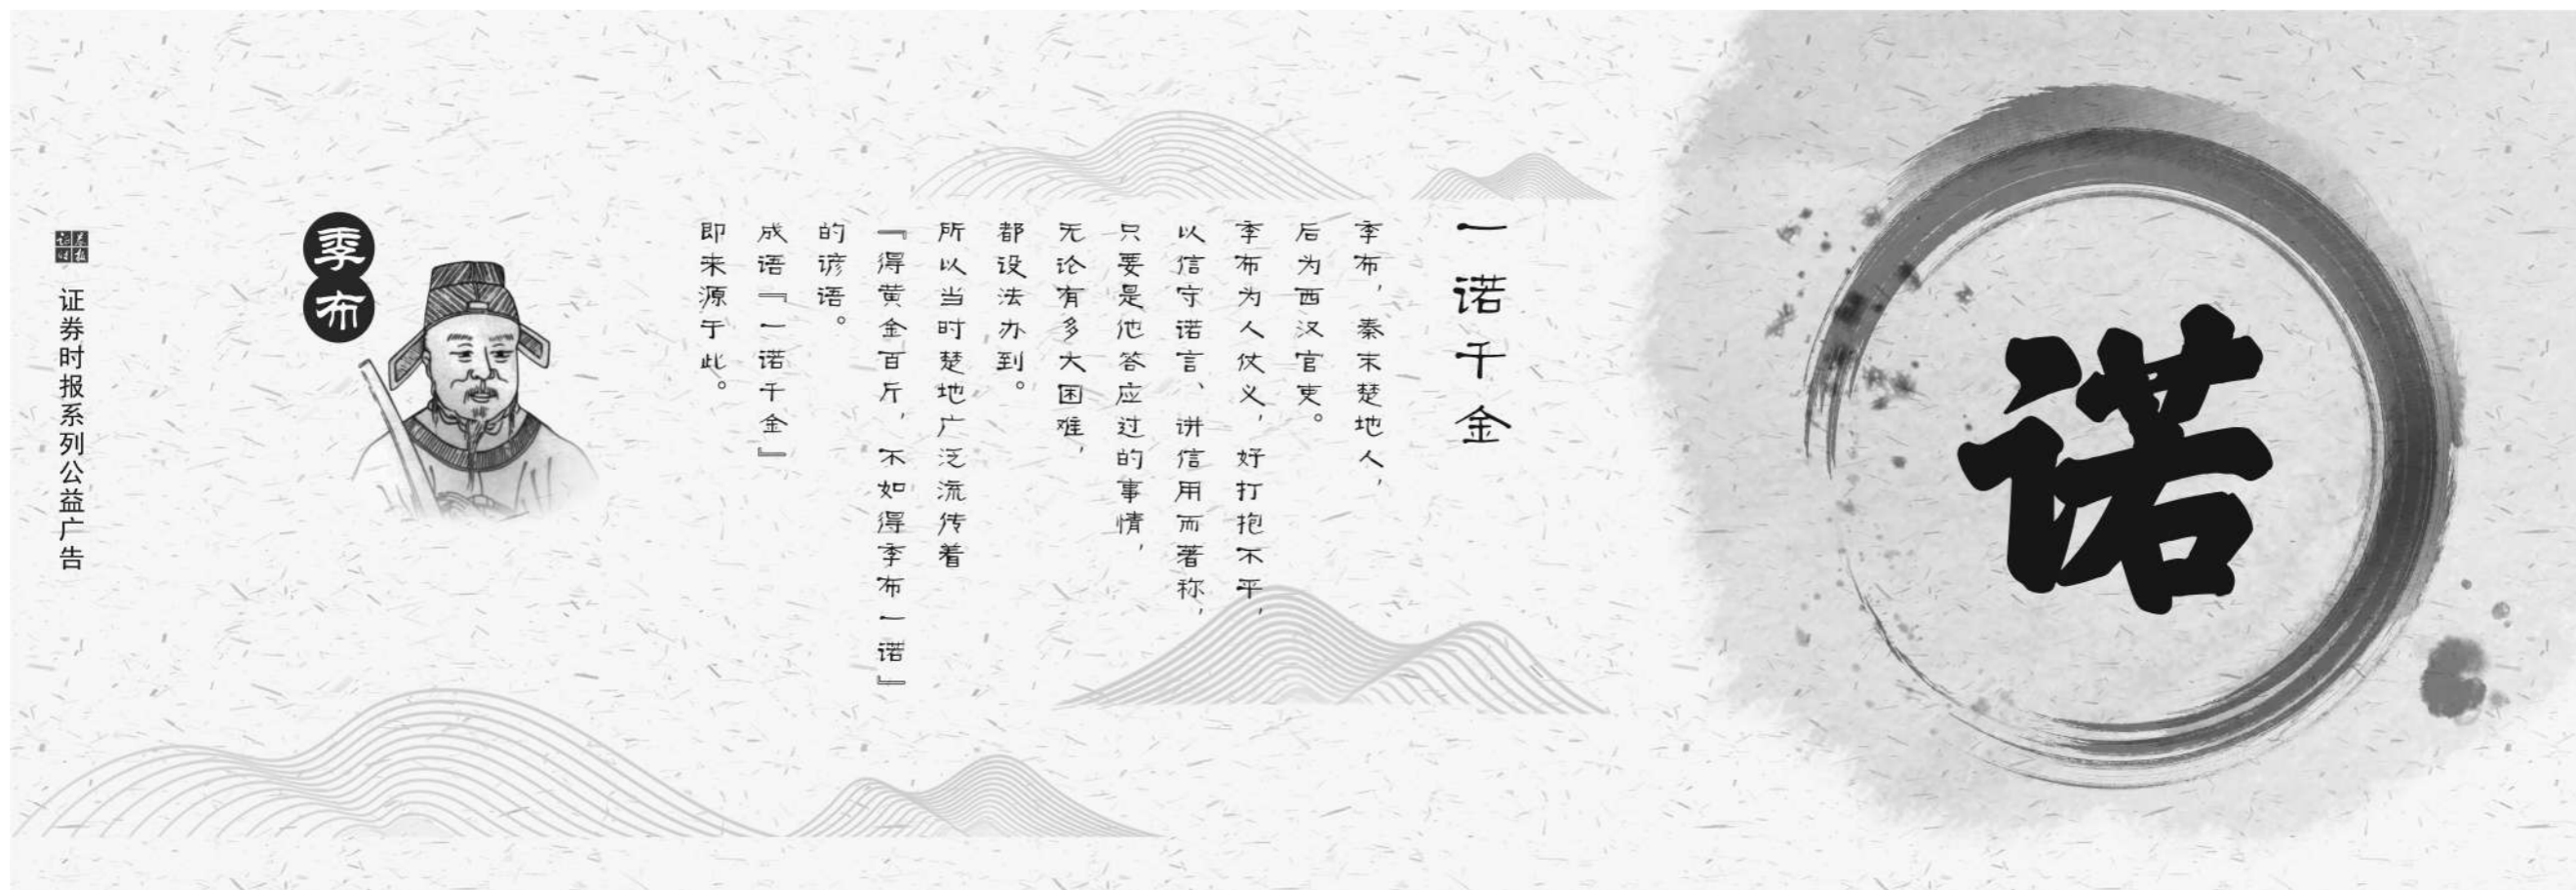 诺
一诺千金
季布，秦末楚地人，
后为西汉官吏。
季布为人仗义，好打抱不平，
以信守诺言、讲信用而著称，
只要是他答应过的事情，
无论有多大困难，
都设法办到。
所以当时楚地广泛流传着
『得黄金百斤，不如得季布一诺』
的谚语。
成语『一诺千金』
即来源于此。
季布
证券时报系列公益广告